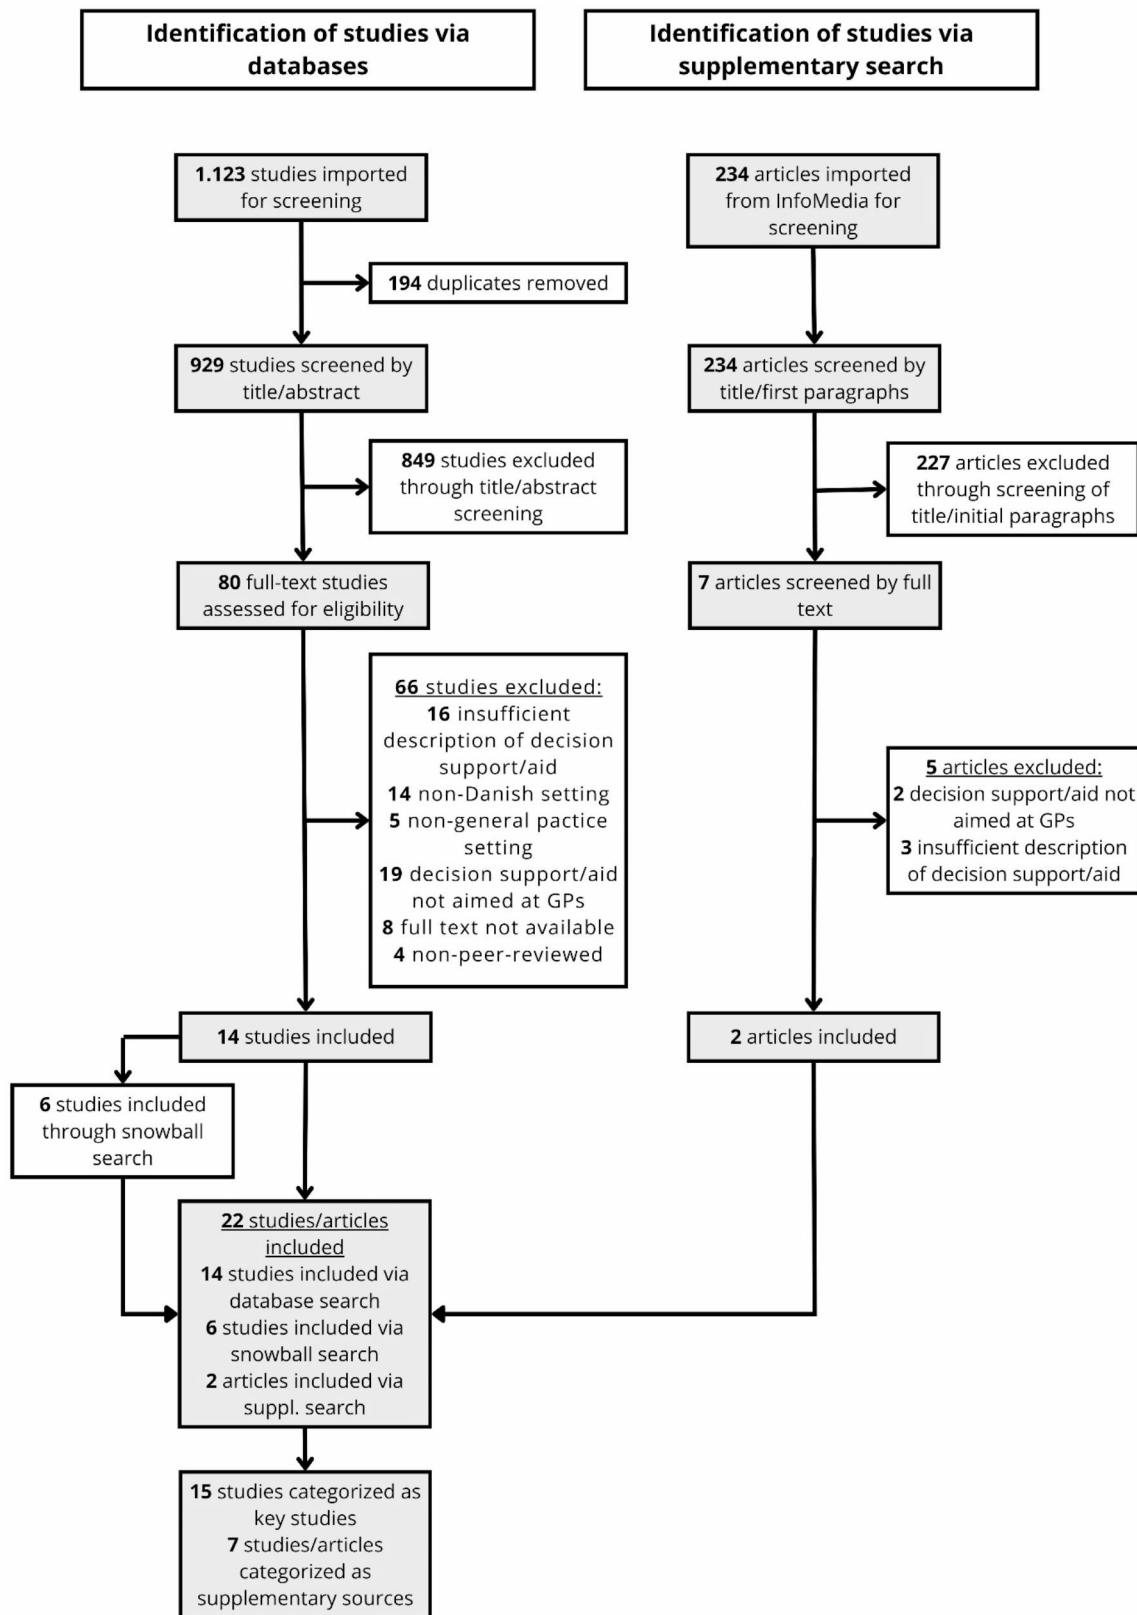 Identification of studies via
databases
Identification of studies via
supplementary search
1.123 studies imported
for screening
194 duplicates removed
929 studies screened by
title/abstract
849 studies excluded
through title/abstract
screening
80 full-text studies
assessed for eligibility
66 studies excluded:
16 insufficient
description of decision
support/aid
14 non-Danish setting
5 non-general pactice
setting
19 decision support/aid
not aimed at GPs
8 full text not available
4 non-peer-reviewed
14 studies included
6 studies included
through snowball
search
234 articles imported
from InfoMedia for
screening
234 articles screened by
title/first paragraphs
227 articles excluded
through screening of
title/initial paragraphs
7 articles screened by full
text
5 articles excluded:
2 decision support/aid not
aimed at GPs
3 insufficient description
of decision support/aid
2 articles included
22 studies/articles
included
14 studies included via
database search
6 studies included via
snowball search
2 articles included via
suppl. search
15 studies categorized as
key studies
7 studies/articles
categorized as
supplementary sources